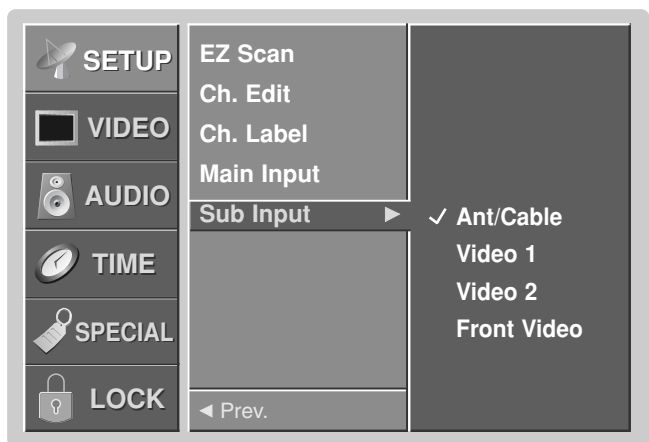 SETUP
VIDEO
AUDIO
TIME
SPECIAL
LOCK
EZ Scan
Ch. Edit
Ch. Label
Main Input
Sub Input ►
◄ Prev.
✓ Ant/Cable
Video 1
Video 2
Front Video